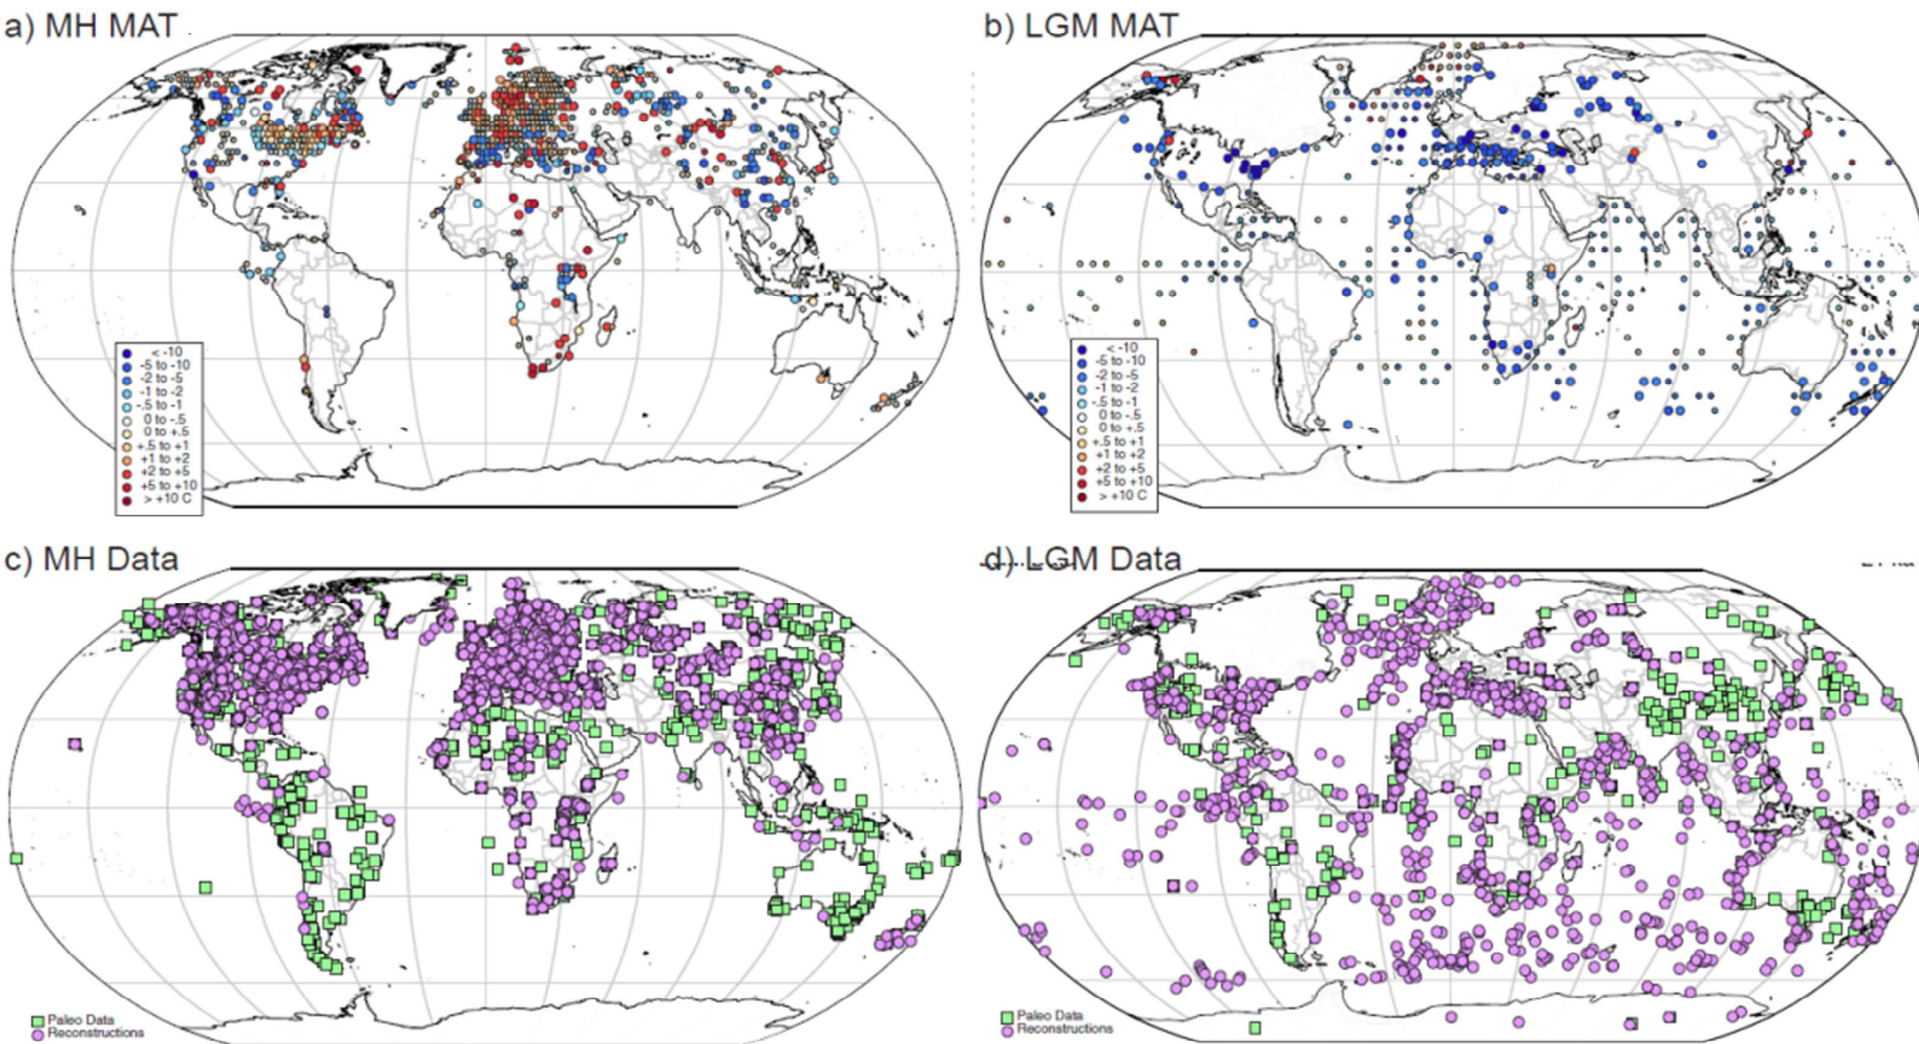 a) MH MAT
b) LGM MAT
< -10
-5 to -10
-2 to -5
-1 to -2
-.5 to -1
0 to -.5
0 to +.5
+.5 to +1
+1 to +2
+2 to +5
+5 to +10
> +10 C
< -10
-5 to -10
-2 to -5
-1 to -2
-.5 to -1
0 to -.5
0 to +.5
+.5 to +1
+1 to +2
+2 to +5
+5 to +10
> +10 C
c) MH Data
d) LGM Data
Paleo Data
Reconstructions
Paleo Data
Reconstructions